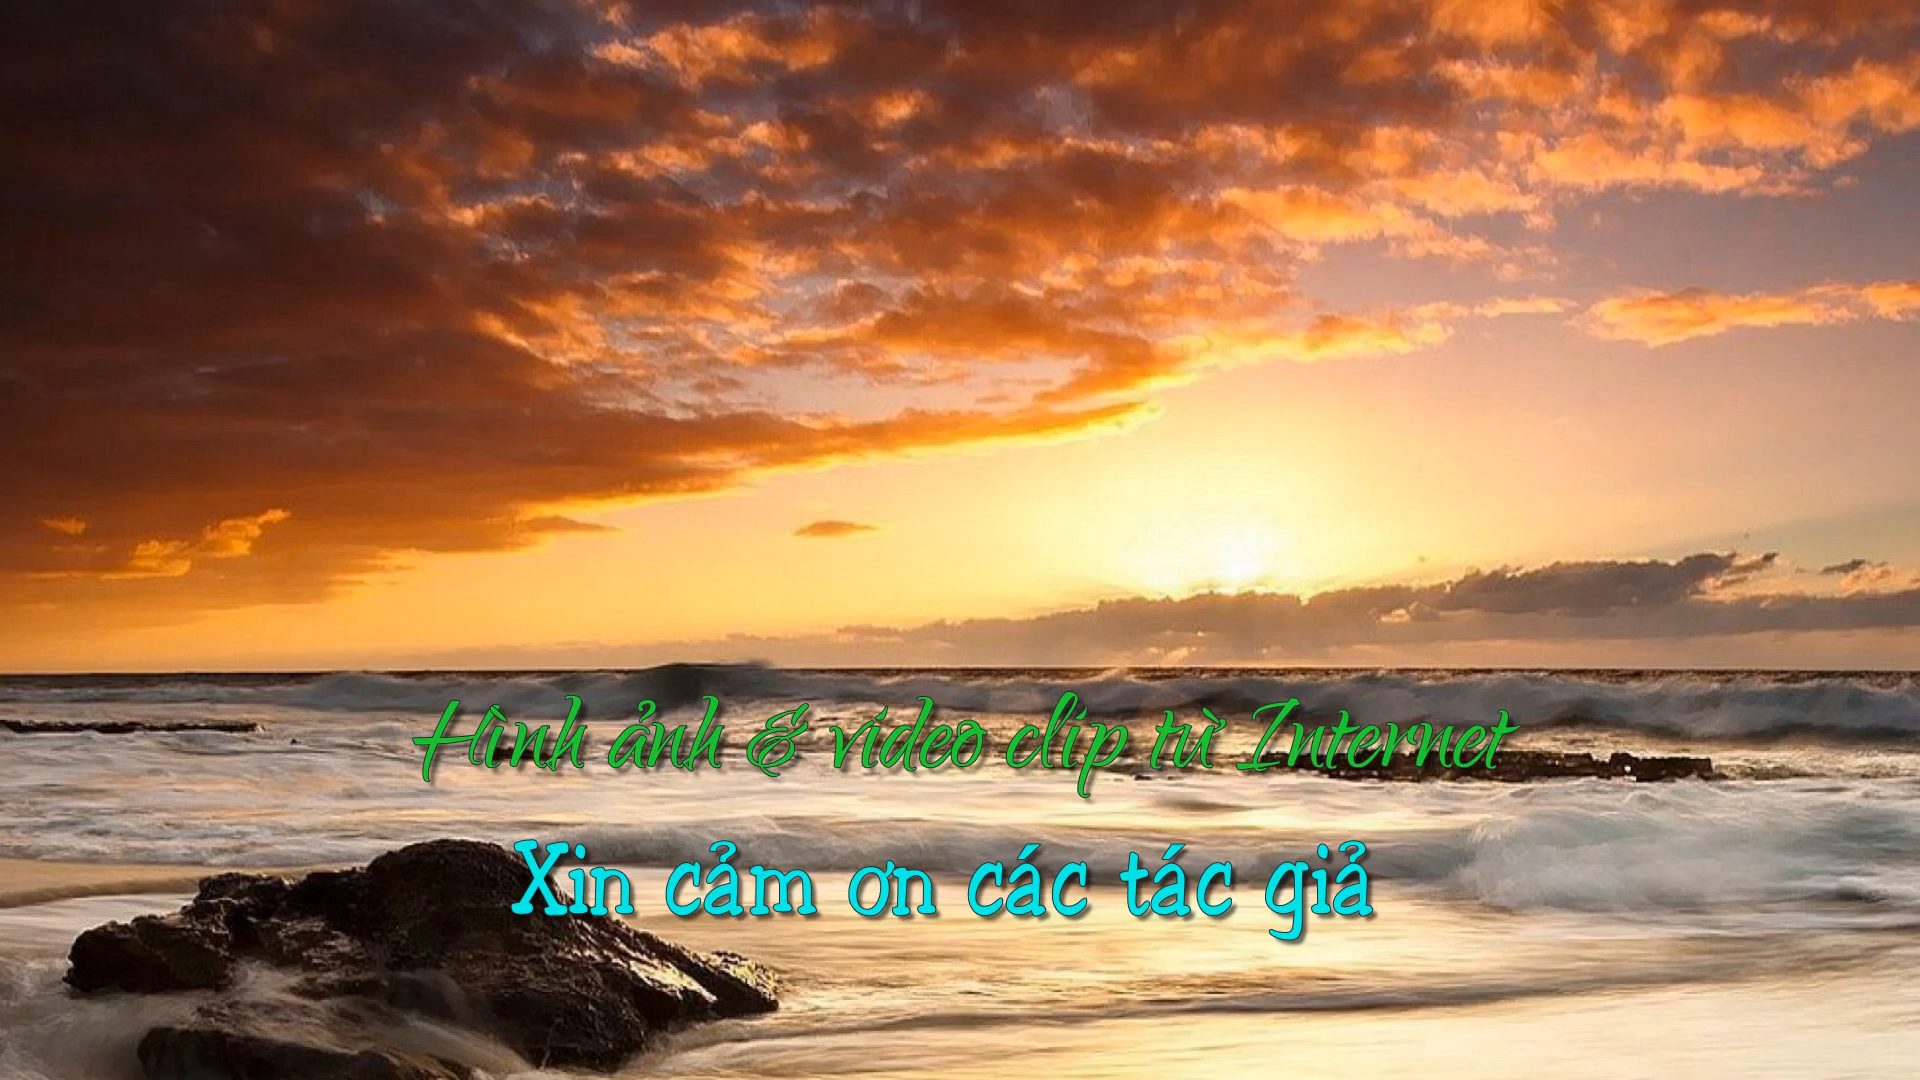 Hình ảnh & video clip từ Internet
Xin cảm ơn các tác giả